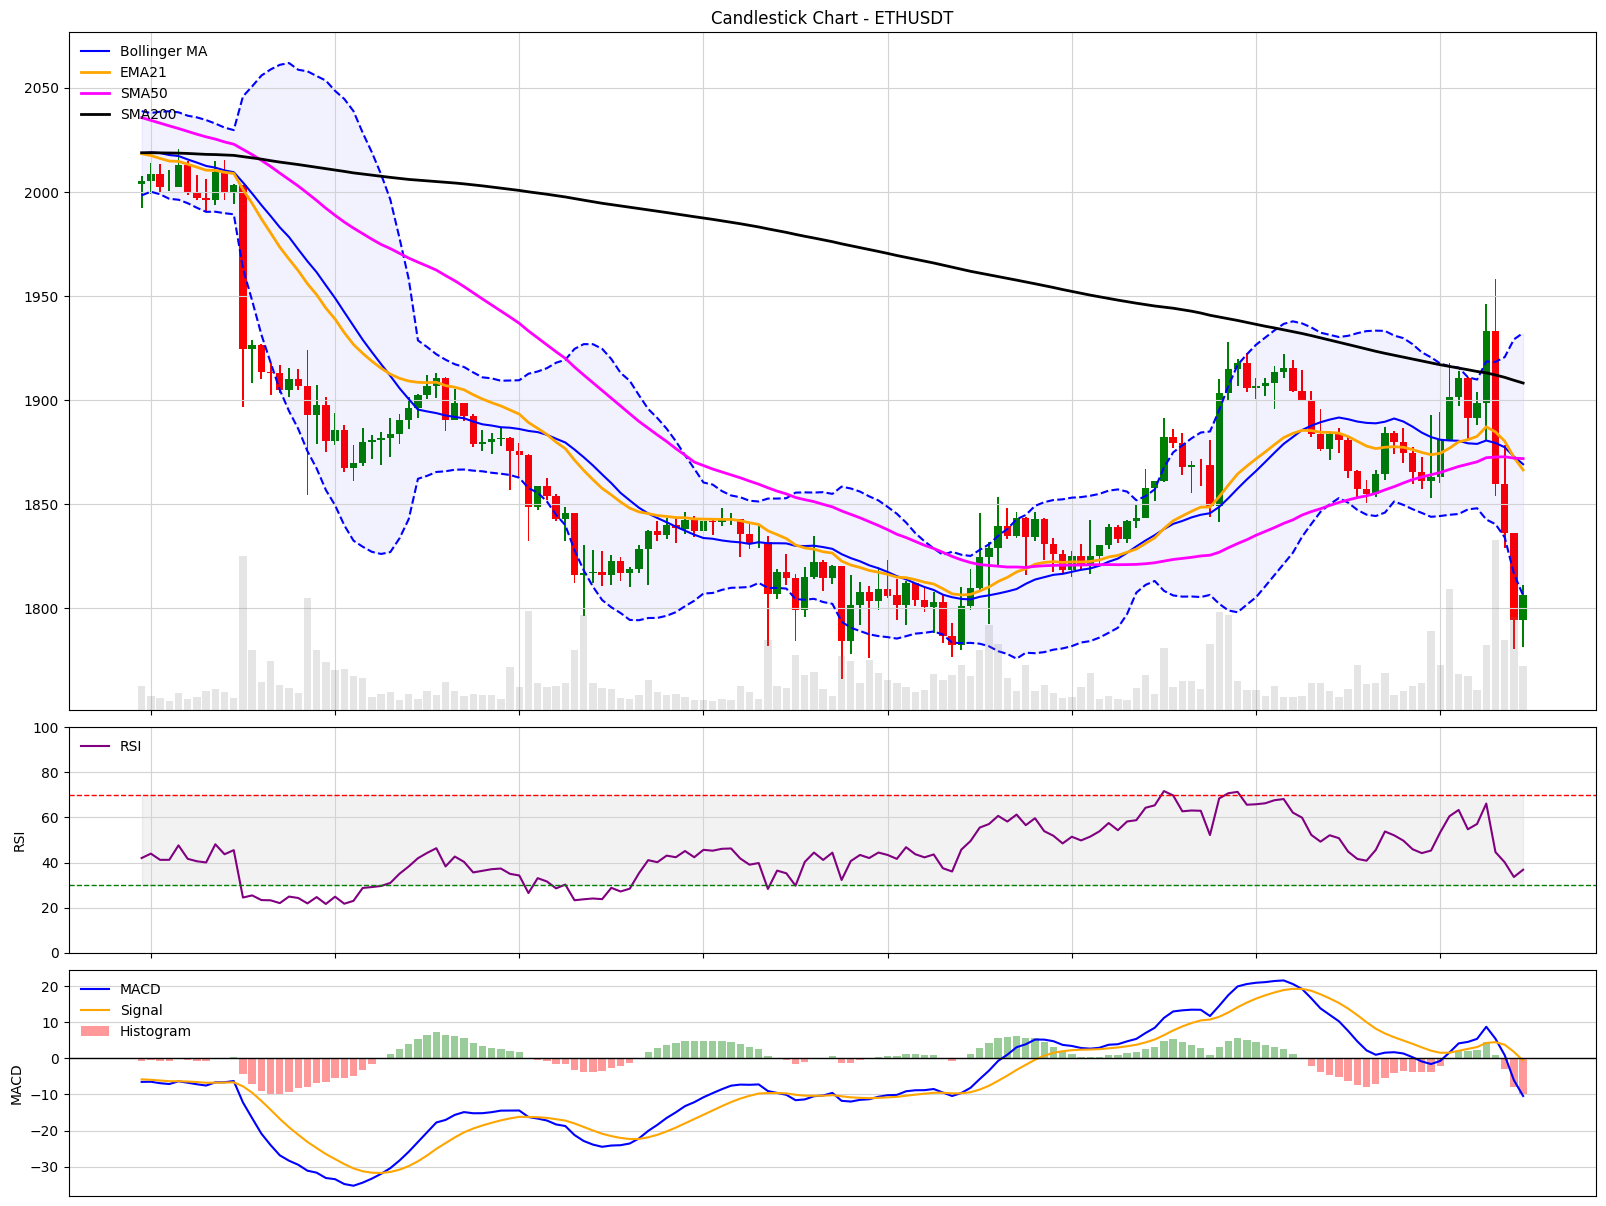 Candlestick Chart - ETHUSDT
Bollinger MA
EMA21
SMA50
SMA200
2050
2000
1950
1900
1850
1800
100
80
60
40
20
0
RSI
RSI
20
10
0
−10
−20
−30
MACD
MACD
Signal
Histogram